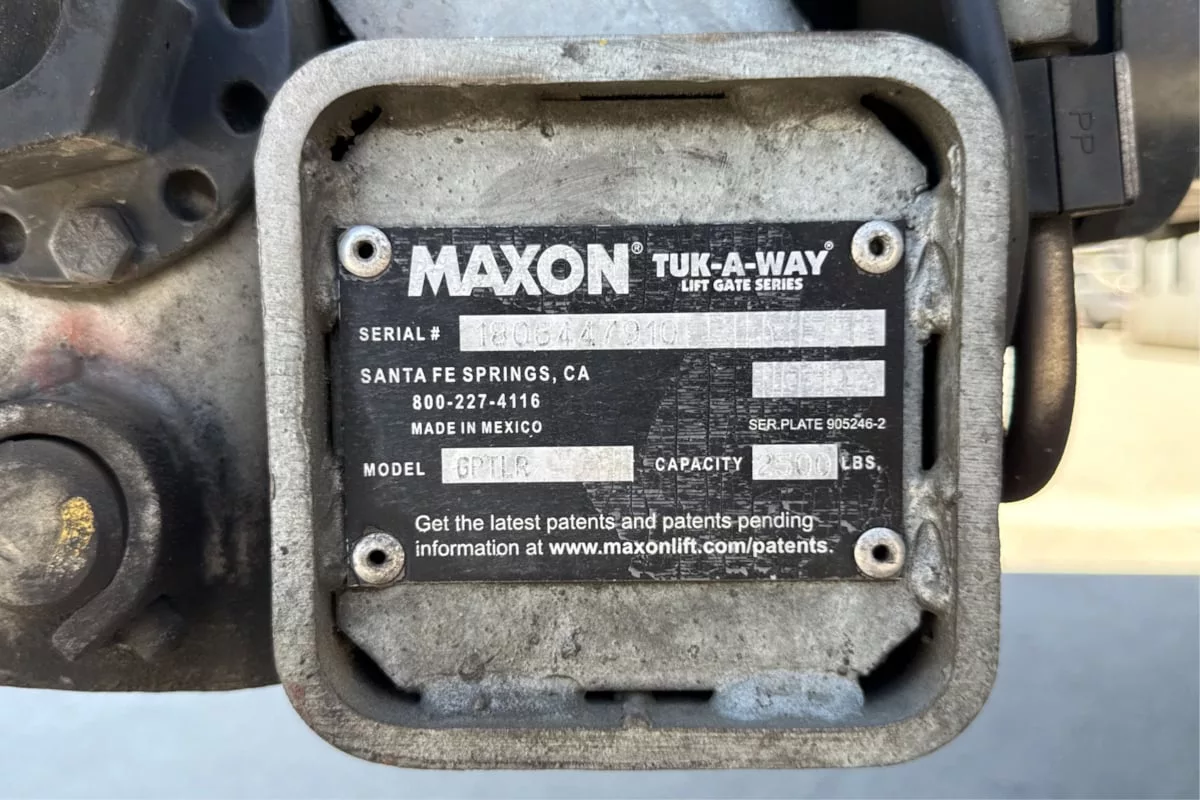 MAXON® TUK-A-WAY®
LIFT GATE SERIES
SERIAL # 1806447910
SANTA FE SPRINGS, CA
800-227-4116
MADE IN MEXICO
SER.PLATE 905246-2
MODEL GPTLR CAPACITY 2500 LBS.
Get the latest patents and patents pending
information at www.maxonlift.com/patents.
PP